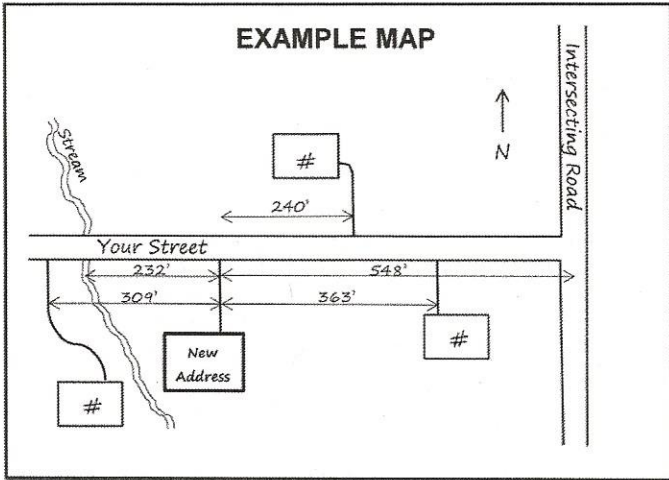 EXAMPLE MAP
Intersecting Road
Stream
#
N
240'
Your Street
232'
548'
309'
363'
New
Address
#
#